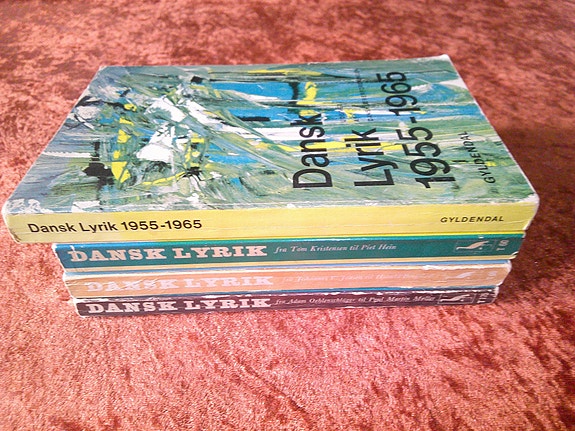 Dansk
Lyrik
1955-1965
GYLDENDAL
Dansk Lyrik 1955-1965
GYLDENDAL
DANSK LYRIK fra Tom Kristensen til Piet Hein
DANSK LYRIK
DANSK LYRIK fra Adam Oehlenschläger til Poul Martin Møller